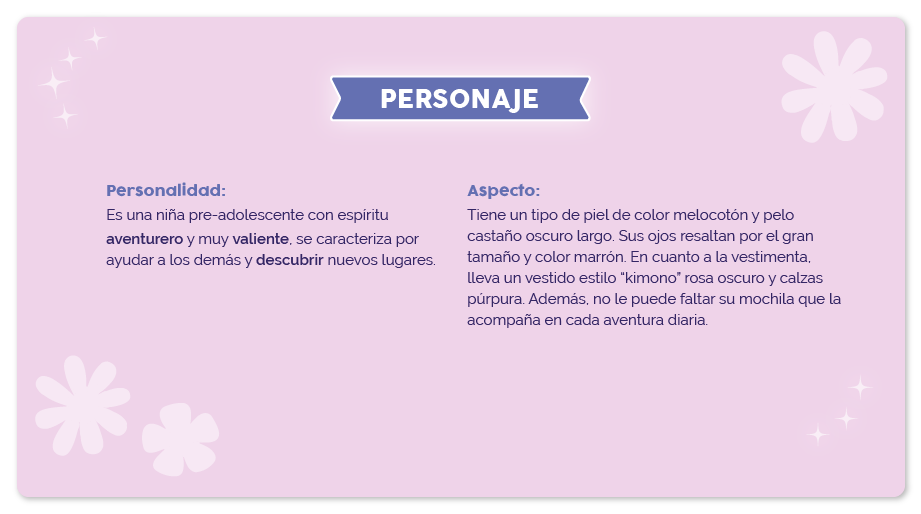 PERSONAJE
Personalidad:
Es una niña pre-adolescente con espíritu
aventurero y muy valiente, se caracteriza por
ayudar a los demás y descubrir nuevos lugares.
Aspecto:
Tiene un tipo de piel de color melocotón y pelo
castaño oscuro largo. Sus ojos resaltan por el gran
tamaño y color marrón. En cuanto a la vestimenta,
lleva un vestido estilo “kimono” rosa oscuro y calzas
púrpura. Además, no le puede faltar su mochila que la
acompaña en cada aventura diaria.